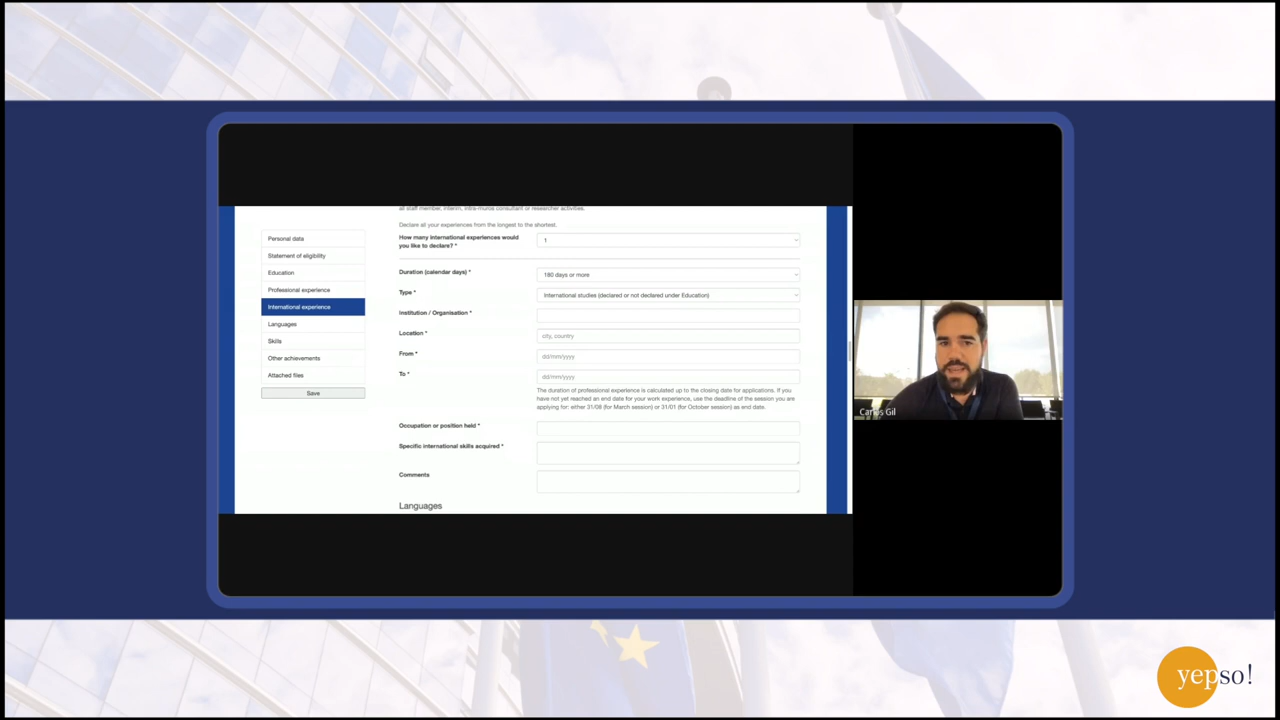 all staff member, interim, intra-muros consultant or researcher activities.
Declare all your experiences from the longest to the shortest.
How many international experiences would
you like to declare? *
1
Duration (calendar days) *
180 days or more
Type *
International studies (declared or not declared under Education)
Institution / Organisation *
Location *
city, country
From *
dd/mm/yyyy
To *
dd/mm/yyyy
The duration of professional experience is calculated up to the closing date for applications. If you
have not yet reached an end date for your work experience, use the deadline of the session you are
applying for: either 31/08 (for March session) or 31/01 (for October session) as end date.
Occupation or position held *
Specific international skills acquired *
Comments
Languages
Personal data
Statement of eligibility
Education
Professional experience
International experience
Languages
Skills
Other achievements
Attached files
Save
Carlos Gil
yepso!